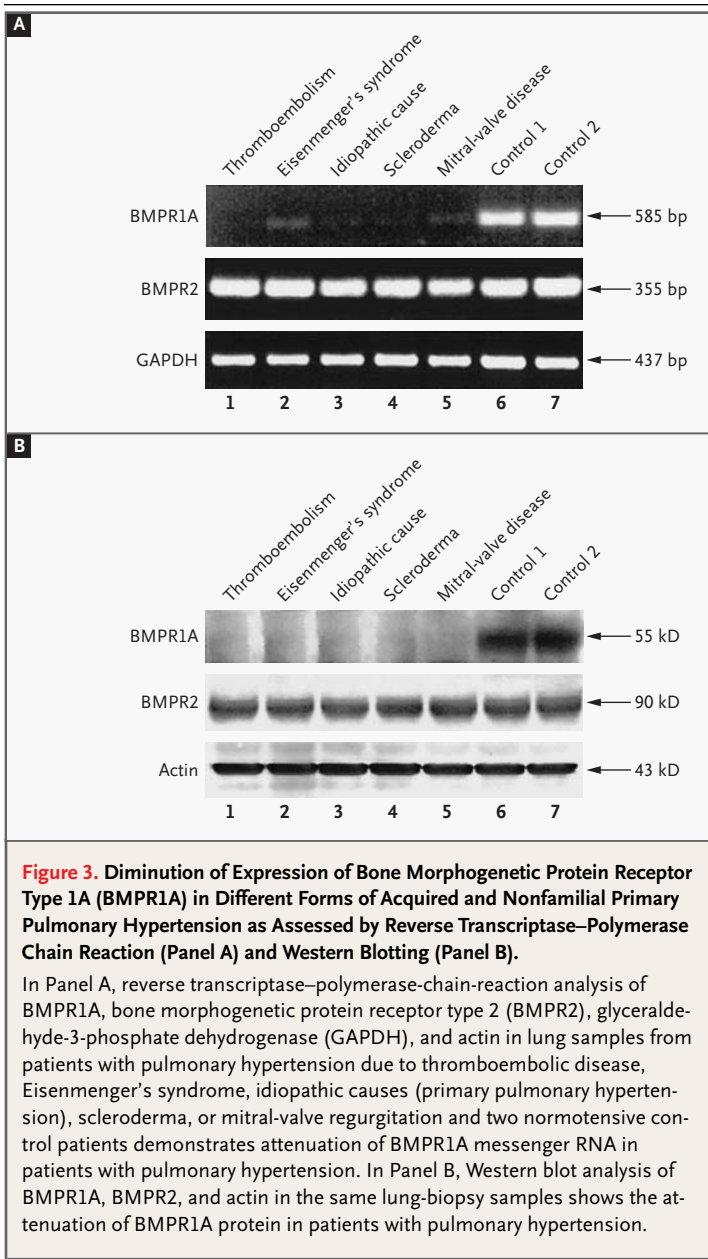 A
Thromboembolism
Eisenmenger's syndrome
Idiopathic cause
Scleroderma
Mitral-valve disease
Control 1
Control 2
BMPR1A 585 bp
BMPR2 355 bp
GAPDH 437 bp
1 2 3 4 5 6 7
B
Thromboembolism
Eisenmenger's syndrome
Idiopathic cause
Scleroderma
Mitral-valve disease
Control 1
Control 2
BMPR1A 55 kD
BMPR2 90 kD
Actin 43 kD
1 2 3 4 5 6 7
Figure 3. Diminution of Expression of Bone Morphogenetic Protein Receptor
Type 1A (BMPR1A) in Different Forms of Acquired and Nonfamilial Primary
Pulmonary Hypertension as Assessed by Reverse Transcriptase–Polymerase
Chain Reaction (Panel A) and Western Blotting (Panel B).
In Panel A, reverse transcriptase–polymerase-chain-reaction analysis of
BMPR1A, bone morphogenetic protein receptor type 2 (BMPR2), glyceralde-
hyde-3-phosphate dehydrogenase (GAPDH), and actin in lung samples from
patients with pulmonary hypertension due to thromboembolic disease,
Eisenmenger's syndrome, idiopathic causes (primary pulmonary hyperten-
sion), scleroderma, or mitral-valve regurgitation and two normotensive con-
trol patients demonstrates attenuation of BMPR1A messenger RNA in
patients with pulmonary hypertension. In Panel B, Western blot analysis of
BMPR1A, BMPR2, and actin in the same lung-biopsy samples shows the at-
tenuation of BMPR1A protein in patients with pulmonary hypertension.